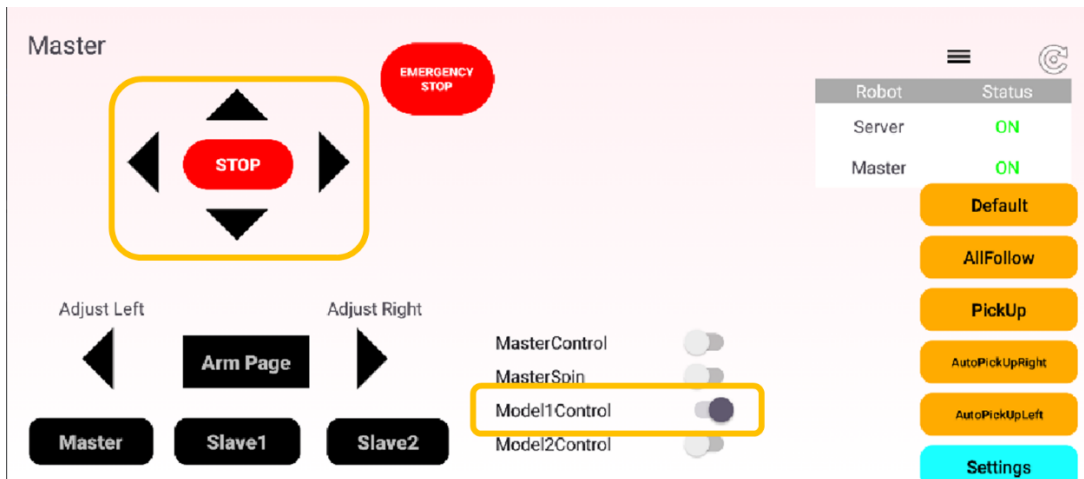 Master
EMERGENCY
STOP
STOP
Robot Status
Server ON
Master ON
Default
AllFollow
PickUp
AutoPickUpRight
AutoPickUpLeft
Settings
Adjust Left
Adjust Right
Arm Page
Master
Slave1
Slave2
MasterControl
MasterSpin
Model1Control
Model2Control